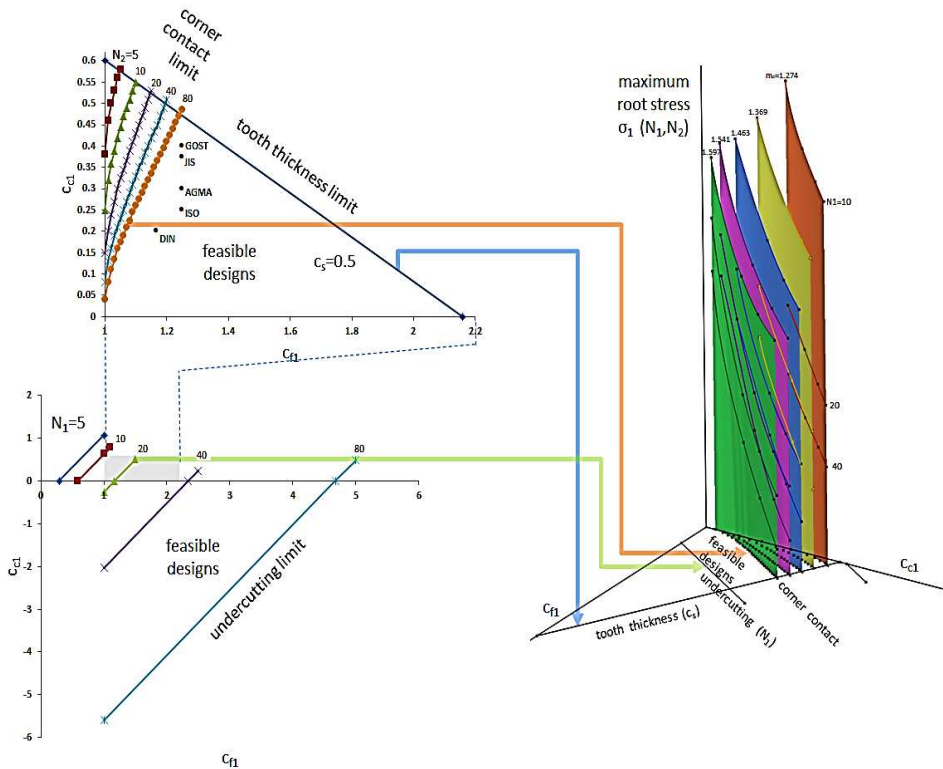 corner
contact
limit
N2=5
10
20
40
80
0.6
0.55
0.5
0.45
0.4
0.35
0.3
0.25
0.2
0.15
0.1
0.05
0
Cc1
GOST
JIS
AGMA
ISO
DIN
tooth thickness limit
feasible
designs
cs=0.5
1
1.2
1.4
1.6
1.8
2
2.2
Cf1
2
1
0
-1
-2
-3
-4
-5
-6
Cc1
N1=5
10
20
40
80
0
1
2
3
4
5
6
feasible
designs
undercutting limit
Cf1
maximum
root stress
σ1 (N1,N2)
mc=1.274
1.369
1.463
1.541
1.597
N1=10
20
40
Cc1
Cf1
feasible
designs
undercutting (N1)
corner contact
tooth thickness (cs)